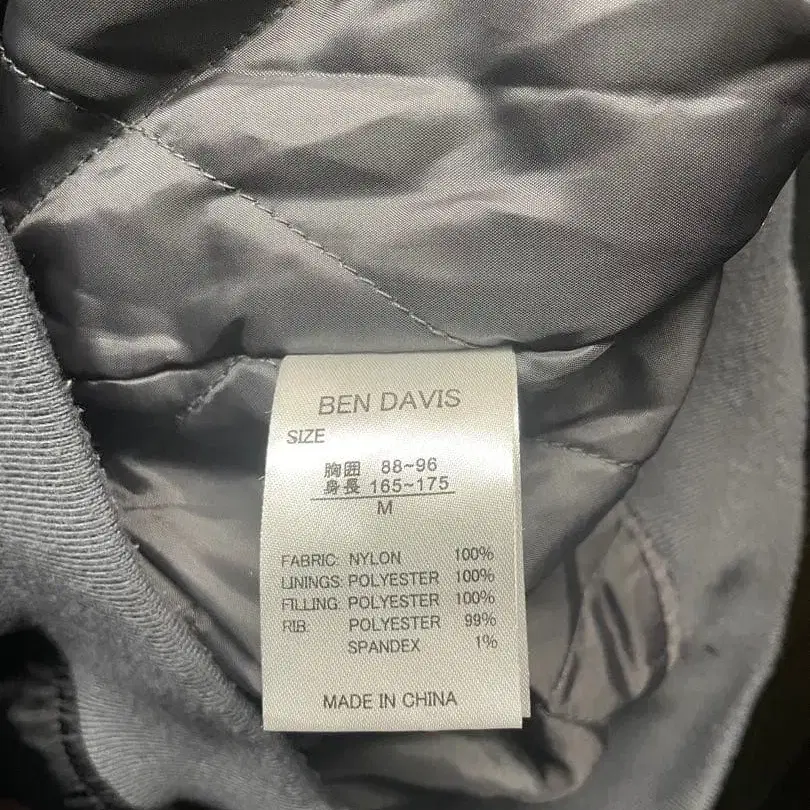 BEN DAVIS
SIZE
胸囲 88~96
身長 165~175
M
FABRIC: NYLON 100%
LININGS: POLYESTER 100%
FILLING: POLYESTER 100%
RIB: POLYESTER 99%
SPANDEX 1%
MADE IN CHINA